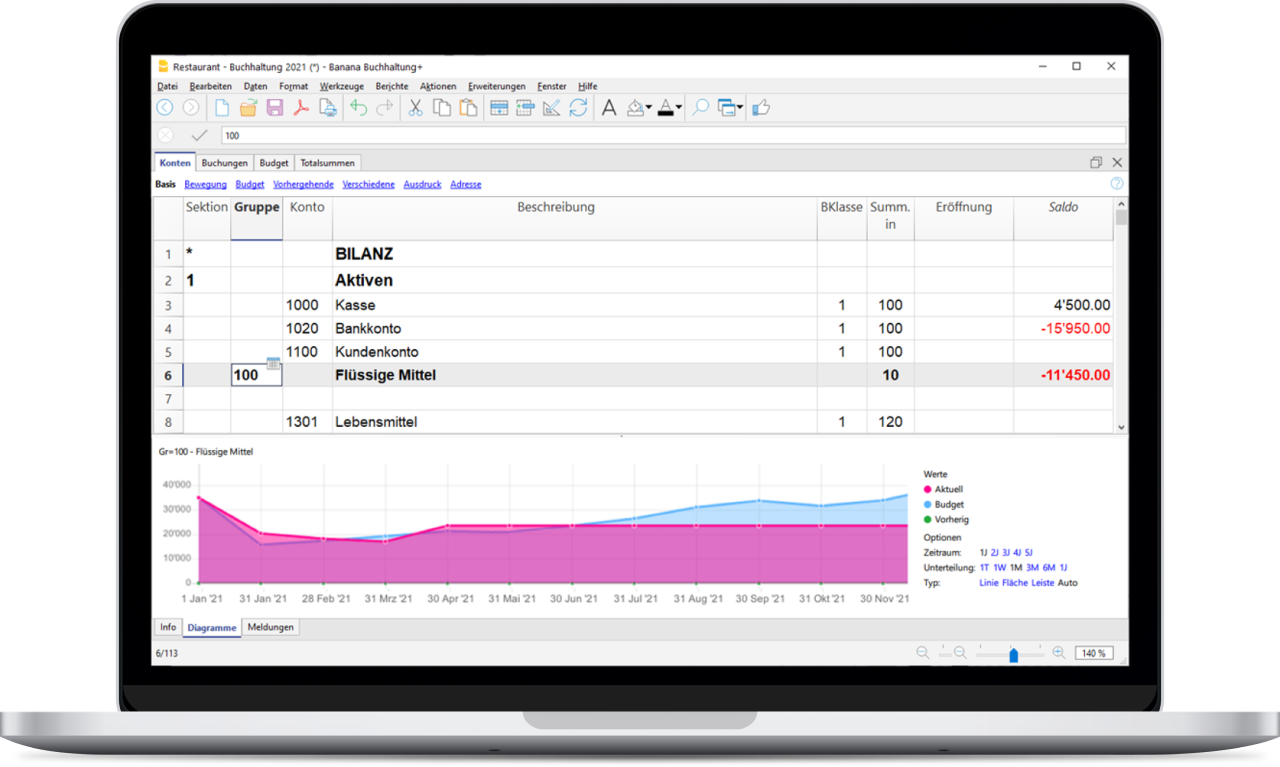 Restaurant - Buchhaltung 2021 (*) - Banana Buchhaltung+
Datei Bearbeiten Daten Format Werkzeuge Berichte Aktionen Erweiterungen Fenster Hilfe
100
Konten Buchungen Budget Totalsummen
Basis Bewegung Budget Vorhergehende Verschiedene Ausdruck Adresse
Sektion Gruppe Konto Beschreibung BKlasse Summ. in Eröffnung Saldo
1 * BILANZ
2 1 Aktiven
3 1000 Kasse 1 100 4'500.00
4 1020 Bankkonto 1 100 -15'950.00
5 1100 Kundenkonto 1 100
6 100 Flüssige Mittel 10 -11'450.00
7
8 1301 Lebensmittel 1 120
Gr=100 - Flüssige Mittel
40'000
30'000
20'000
10'000
0
1 Jan '21 31 Jan '21 28 Feb '21 31 Mrz '21 30 Apr '21 31 Mai '21 30 Jun '21 31 Jul '21 31 Aug '21 30 Sep '21 31 Okt '21 30 Nov '21
Werte
Aktuell
Budget
Vorherig
Optionen
Zeitraum: 1J 2J 3J 4J 5J
Unterteilung: 1T 1W 1M 3M 6M 1J
Typ: Linie Fläche Leiste Auto
Info Diagramme Meldungen
6/113
140 %